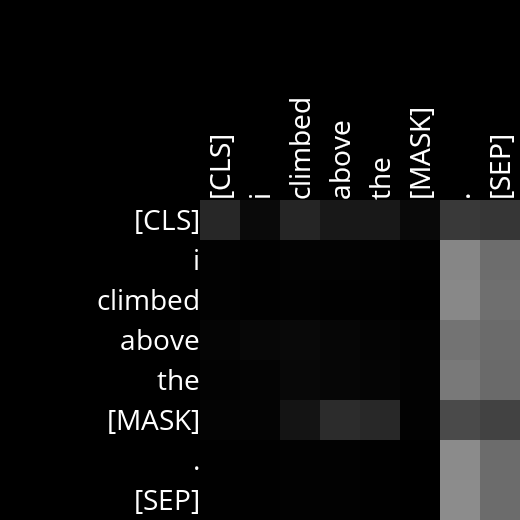 [CLS] i climbed above the [MASK] . [SEP]
[CLS]
i
climbed
above
the
[MASK]
.
[SEP]